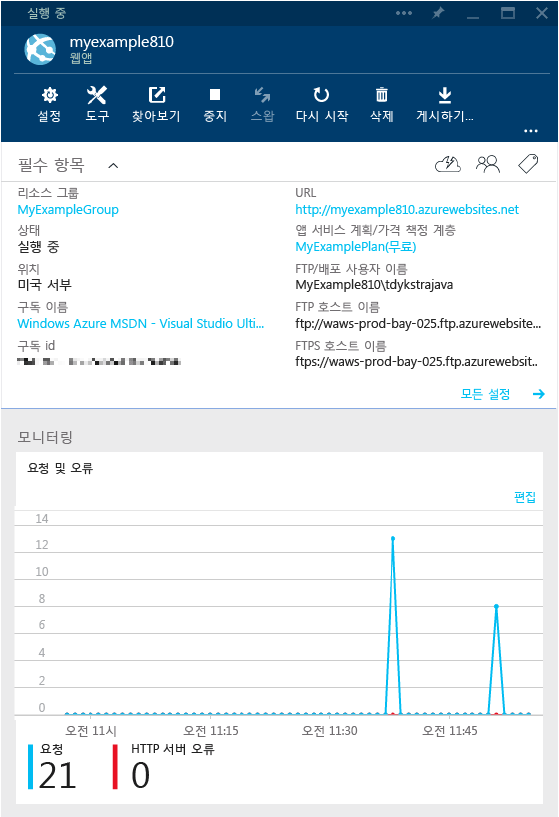 실행 중
myexample810
웹앱
설정 도구 찾아보기 중지 스왑 다시 시작 삭제 게시하기...
필수 항목
리소스 그룹
MyExampleGroup
상태
실행 중
위치
미국 서부
구독 이름
Windows Azure MSDN - Visual Studio Ulti...
구독 id
URL
http://myexample810.azurewebsites.net
앱 서비스 계획/가격 책정 계층
MyExamplePlan(무료)
FTP/배포 사용자 이름
MyExample810\tdykstrajava
FTP 호스트 이름
ftp://waws-prod-bay-025.ftp.azurewebsite...
FTPS 호스트 이름
ftps://waws-prod-bay-025.ftp.azurewebsit..
모든 설정
모니터링
요청 및 오류
편집
14
12
10
8
6
4
2
0
오전 11시 오전 11:15 오전 11:30 오전 11:45
요청 HTTP 서버 오류
21 0